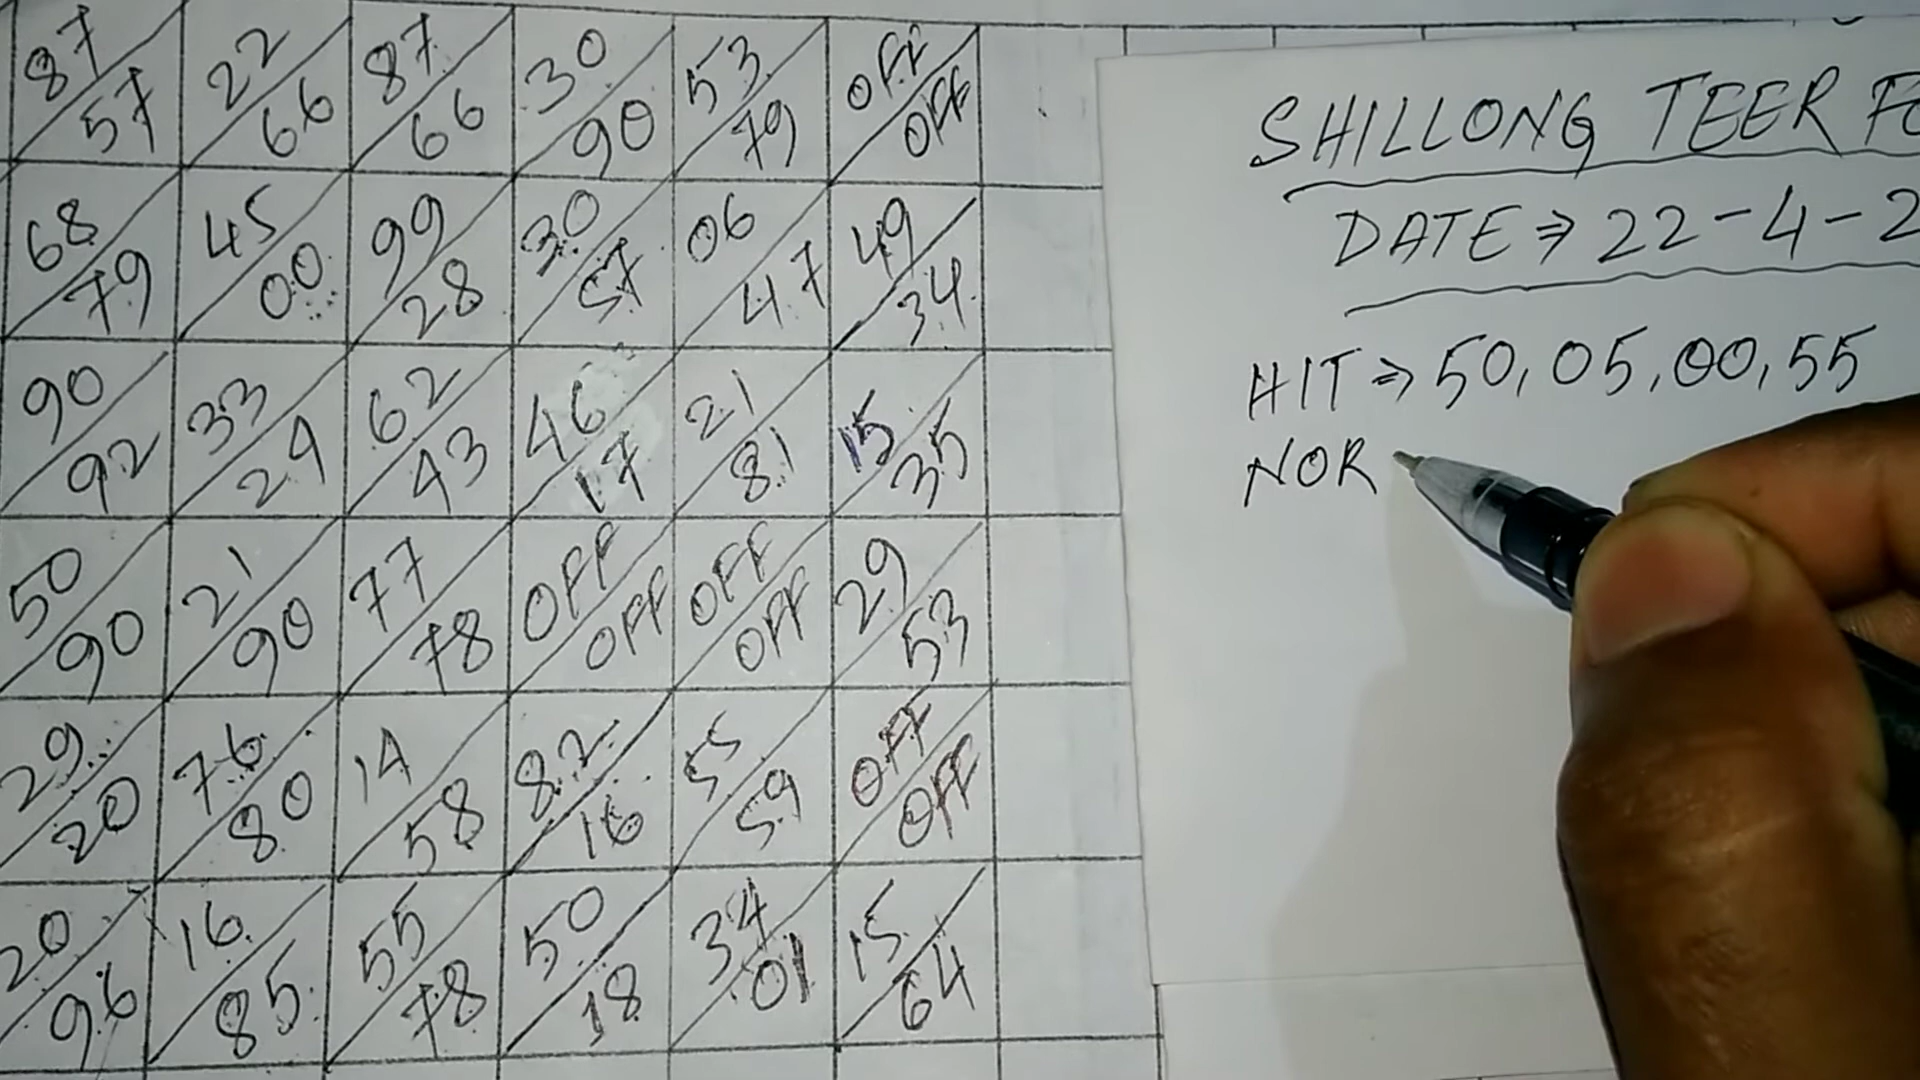 87 22 87 30 53 OFF
57 66 66 90 79 OFF
68 45 99 30 06 49
79 00 28 57 47 34
90 33 62 46 21 15
92 29 43 17 81 35
50 21 77 OFF OFF 29
90 90 78 OFF OFF 53
29 76 14 82 55 OFF
20 80 58 16 59 OFF
20 16 55 50 34 15
96 85 78 18 01 64
SHILLONG TEER FO
DATE ⇒ 22-4-2
HIT ⇒ 50, 05, 00, 55
NOR